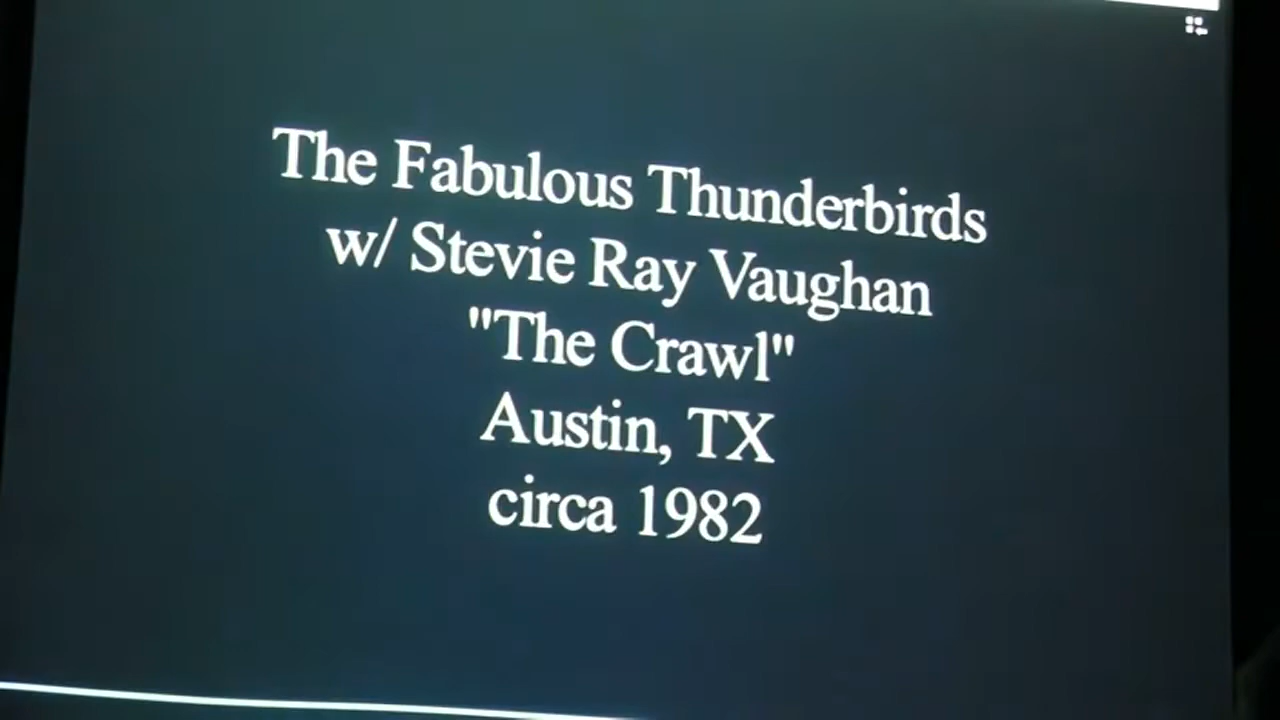 The Fabulous Thunderbirds
w/ Stevie Ray Vaughan
"The Crawl"
Austin, TX
circa 1982